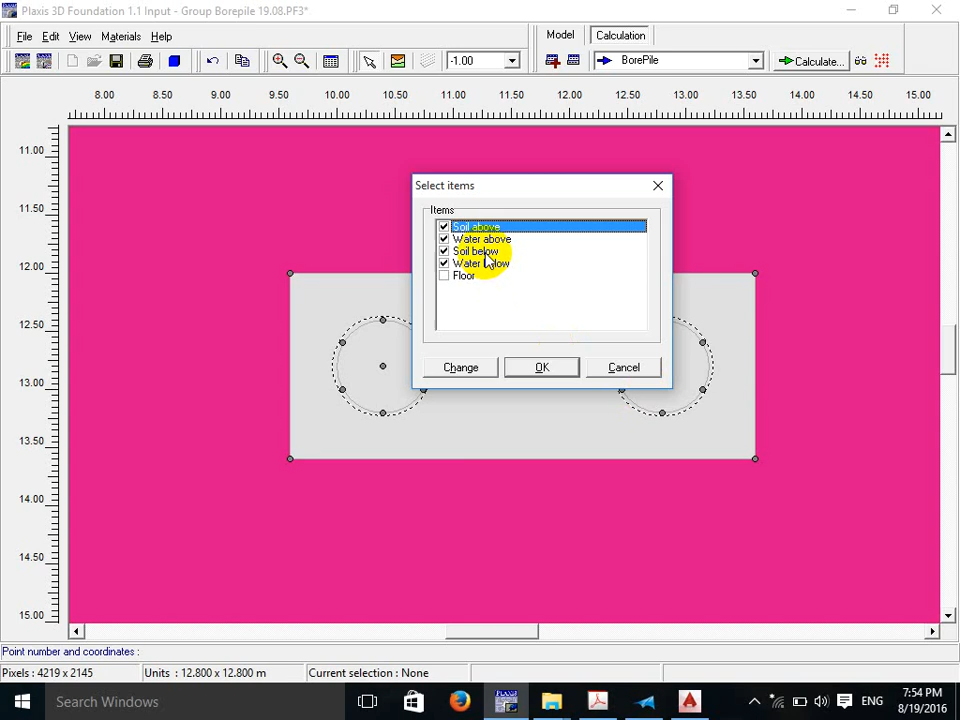 Plaxis 3D Foundation 1.1 Input - Group Borepile 19.08.PF3*
File Edit View Materials Help
Model Calculation
-1.00
BorePile
Calculate...
8.00 9.00 9.50 10.00 10.50 11.00 11.50 12.00 12.50 13.00 13.50 14.00 15.00
11.00
11.50
12.00
12.50
13.00
13.50
14.00
14.50
15.00
Select items
Items
Soil above
Water above
Soil below
Water below
Floor
Change OK Cancel
Point number and coordinates :
Pixels : 4219 x 2145
Units : 12.800 x 12.800 m
Current selection : None
Search Windows
PLAXIS
ENG
7:54 PM
8/19/2016